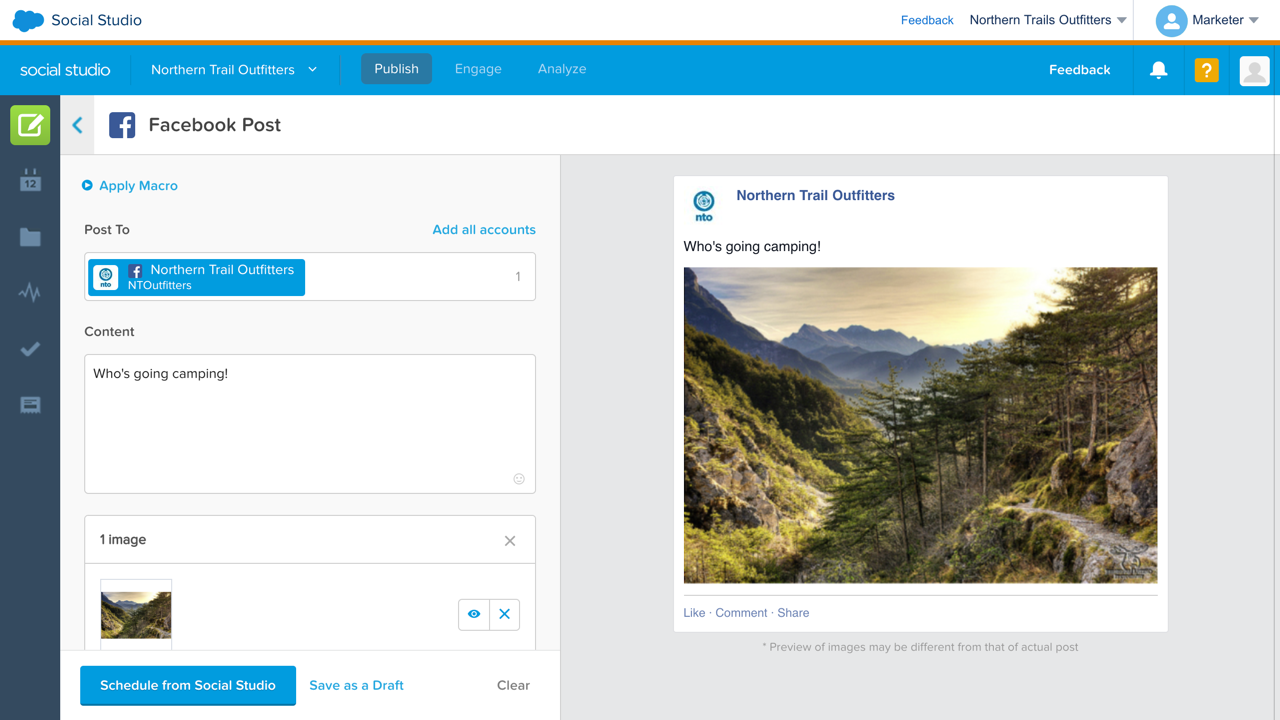 Social Studio
Feedback
Northern Trails Outfitters
Marketer
social studio
Northern Trail Outfitters
Publish
Engage
Analyze
Feedback
?
12
Facebook Post
Apply Macro
Post To
Add all accounts
nto
Northern Trail Outfitters
NTOutfitters
1
Content
Who's going camping!
1 image
Schedule from Social Studio
Save as a Draft
Clear
nto
Northern Trail Outfitters
Who's going camping!
Like · Comment · Share
* Preview of images may be different from that of actual post